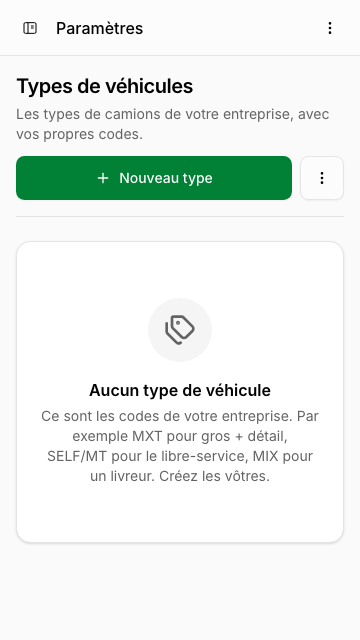 Paramètres
Types de véhicules
Les types de camions de votre entreprise, avec
vos propres codes.
Nouveau type
Aucun type de véhicule
Ce sont les codes de votre entreprise. Par
exemple MXT pour gros + détail,
SELF/MT pour le libre-service, MIX pour
un livreur. Créez les vôtres.